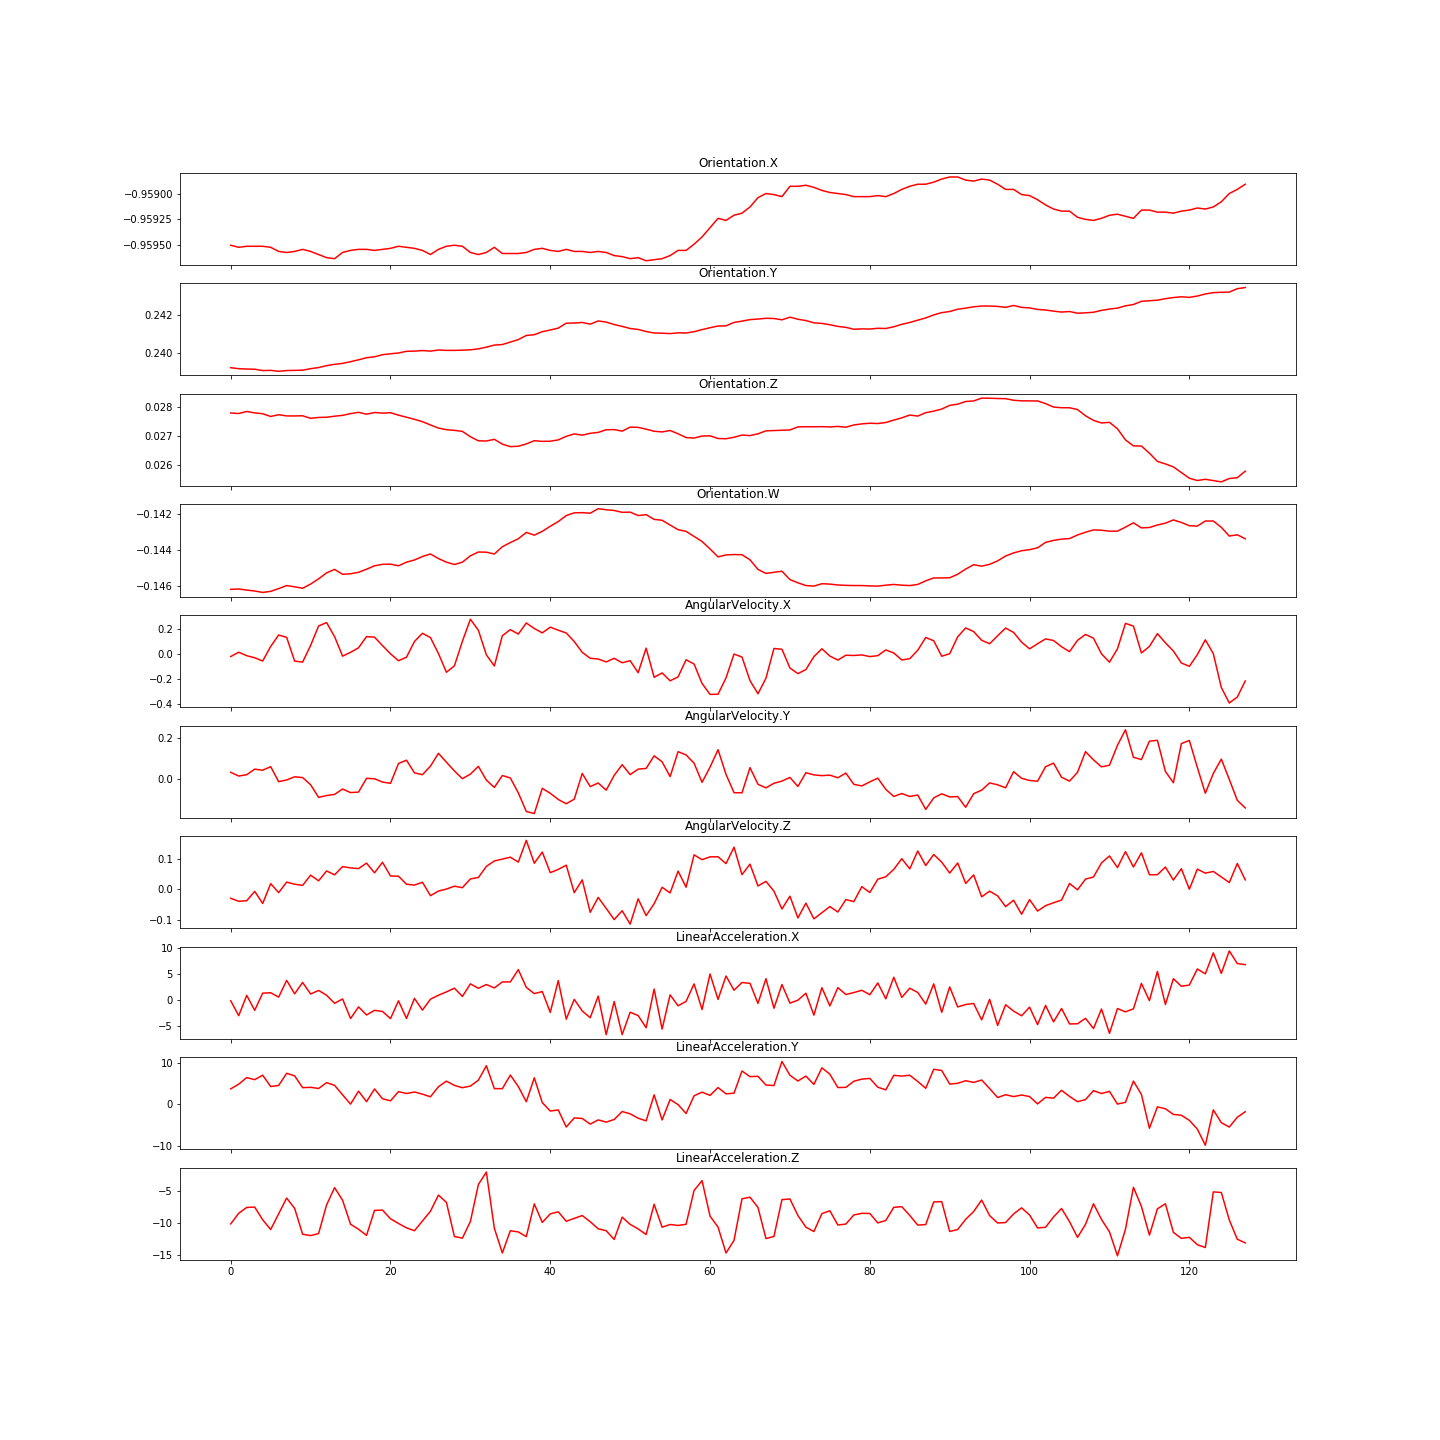 Orientation.X
−0.95900
−0.95925
−0.95950
Orientation.Y
0.242
0.240
Orientation.Z
0.028
0.027
0.026
Orientation.W
−0.142
−0.144
−0.146
AngularVelocity.X
0.2
0.0
−0.2
−0.4
AngularVelocity.Y
0.2
0.0
AngularVelocity.Z
0.1
0.0
−0.1
LinearAcceleration.X
10
5
0
−5
LinearAcceleration.Y
10
0
−10
LinearAcceleration.Z
−5
−10
−15
0 20 40 60 80 100 120